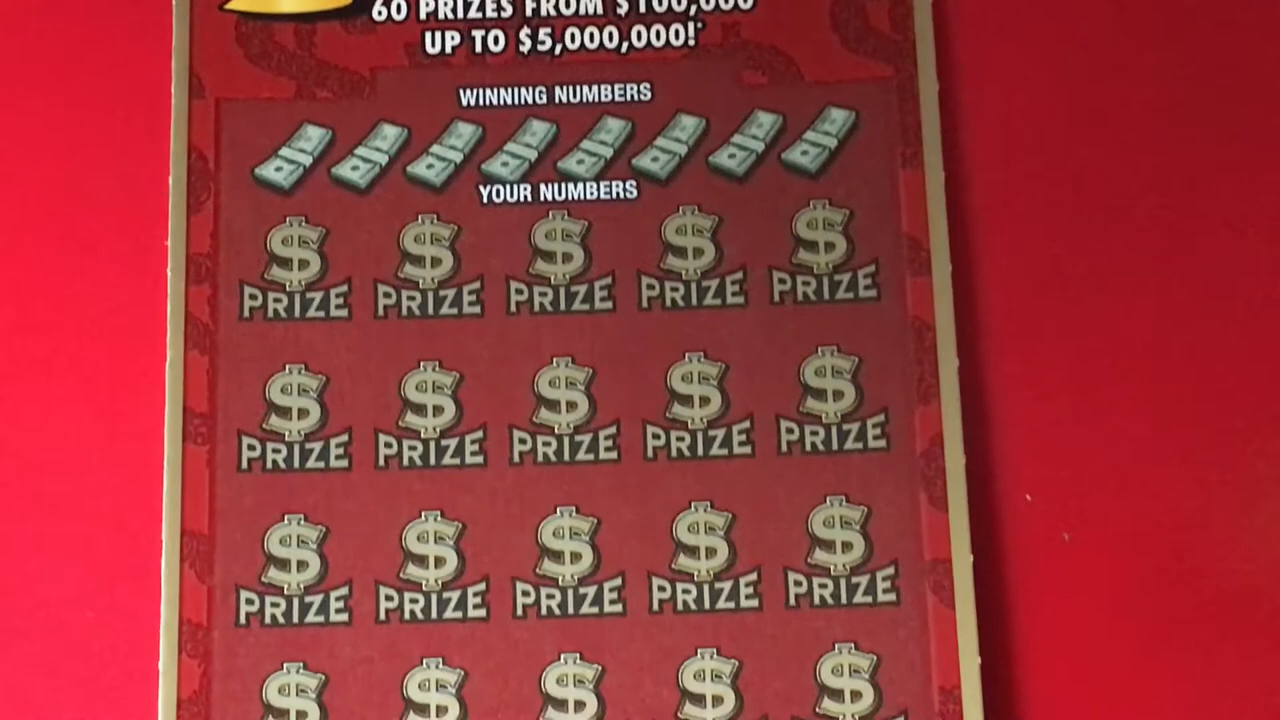 60 PRIZES FROM $100,000
UP TO $5,000,000!*
WINNING NUMBERS
YOUR NUMBERS
$ $ $ $ $
PRIZE PRIZE PRIZE PRIZE PRIZE
$ $ $ $ $
PRIZE PRIZE PRIZE PRIZE PRIZE
$ $ $ $ $
PRIZE PRIZE PRIZE PRIZE PRIZE
$ $ $ $ $